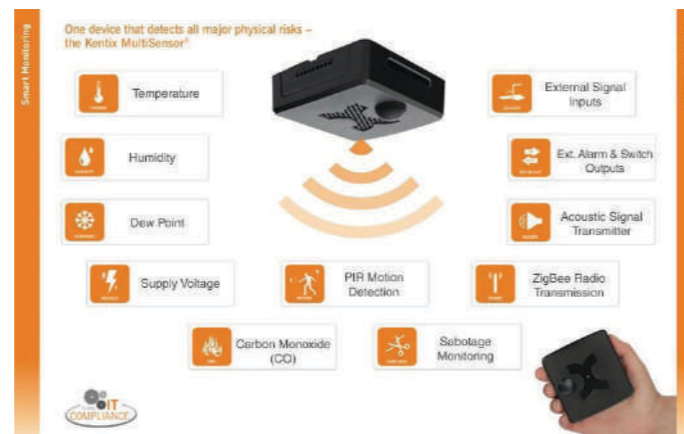 Smart Monitoring
One device that detects all major physical risks –
the Kentix MultiSensor®
Temperature
External Signal
Inputs
Humidity
Ext. Alarm & Switch
Outputs
Dew Point
Acoustic Signal
Transmitter
Supply Voltage
PIR Motion
Detection
ZigBee Radio
Transmission
Carbon Monoxide
(CO)
Sabotage
Monitoring
IT
COMPLIANCE